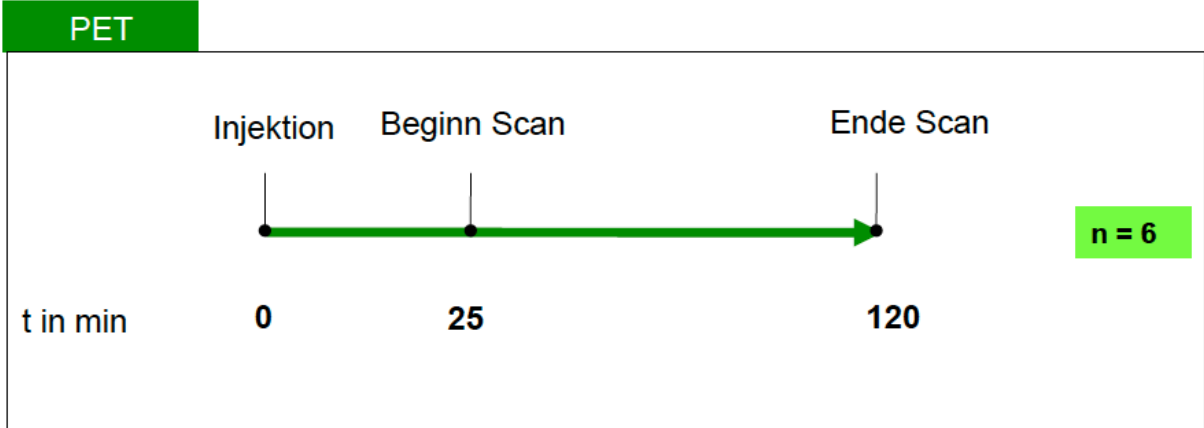 PET
Injektion
Beginn Scan
Ende Scan
n = 6
t in min
0
25
120